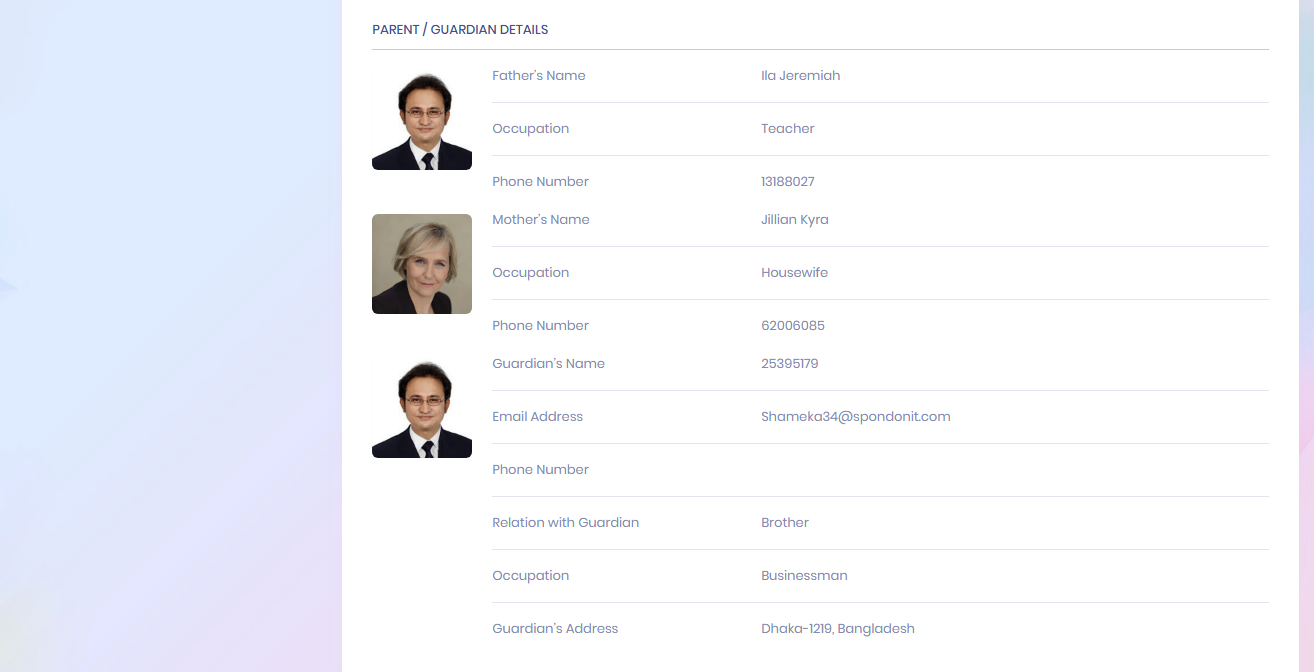 PARENT / GUARDIAN DETAILS
Father's Name Ila Jeremiah
Occupation Teacher
Phone Number 13188027
Mother's Name Jillian Kyra
Occupation Housewife
Phone Number 62006085
Guardian's Name 25395179
Email Address Shameka34@spondonit.com
Phone Number
Relation with Guardian Brother
Occupation Businessman
Guardian's Address Dhaka-1219, Bangladesh